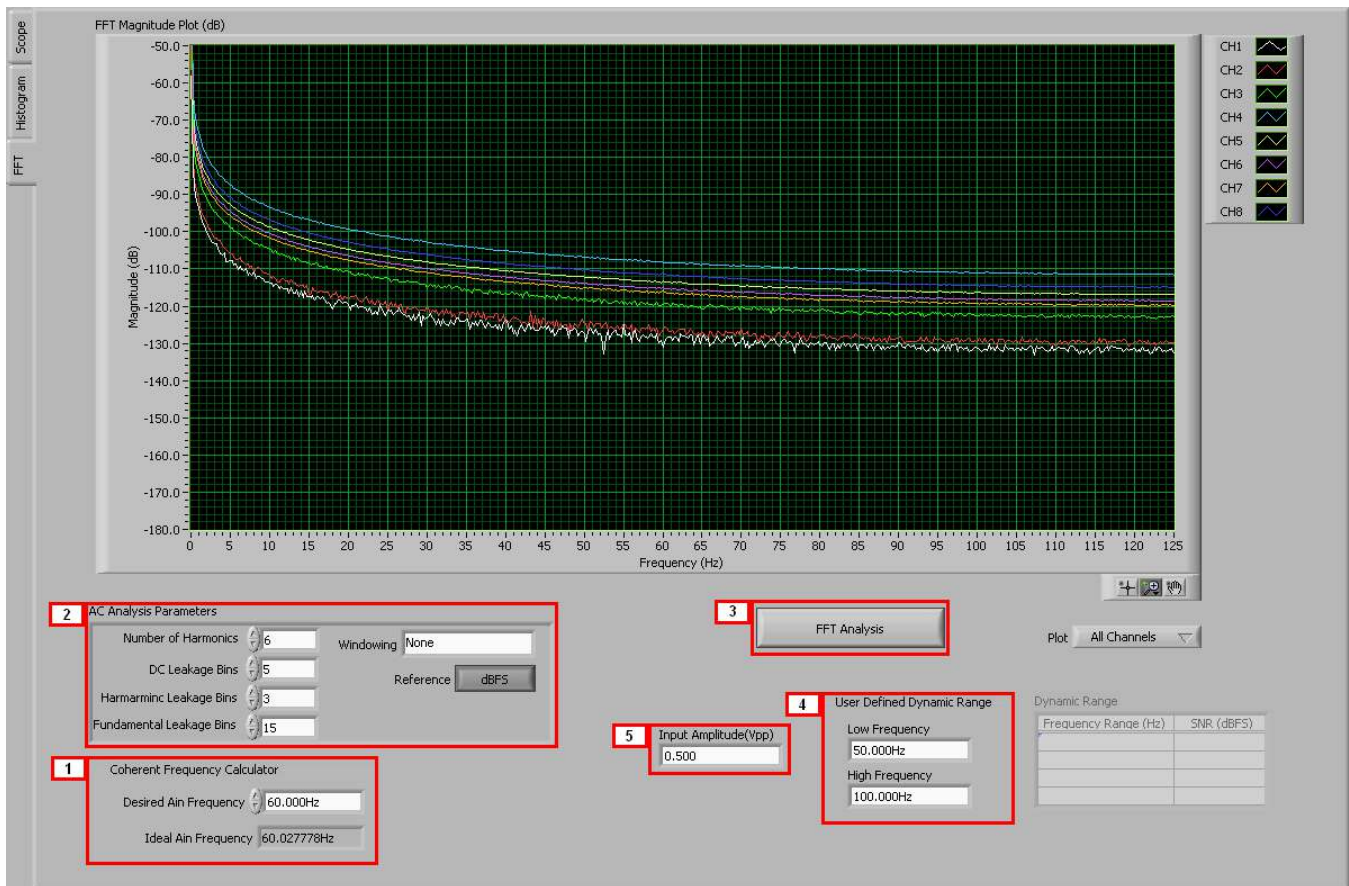 Scope
Histogram
FFT
FFT Magnitude Plot (dB)
Magnitude (dB)
-50.0
-60.0
-70.0
-80.0
-90.0
-100.0
-110.0
-120.0
-130.0
-140.0
-150.0
-160.0
-170.0
-180.0
0 5 10 15 20 25 30 35 40 45 50 55 60 65 70 75 80 85 90 95 100 105 110 115 120 125
Frequency (Hz)
CH1
CH2
CH3
CH4
CH5
CH6
CH7
CH8
2
AC Analysis Parameters
Number of Harmonics 6
DC Leakage Bins 5
Harmarminc Leakage Bins 3
Fundamental Leakage Bins 15
Windowing None
Reference dBFS
3
FFT Analysis
Plot All Channels
1
Coherent Frequency Calculator
Desired Ain Frequency 60.000Hz
Ideal Ain Frequency 60.027778Hz
5
Input Amplitude(Vpp)
0.500
4
User Defined Dynamic Range
Low Frequency
50.000Hz
High Frequency
100.000Hz
Dynamic Range
Frequency Range (Hz) SNR (dBFS)